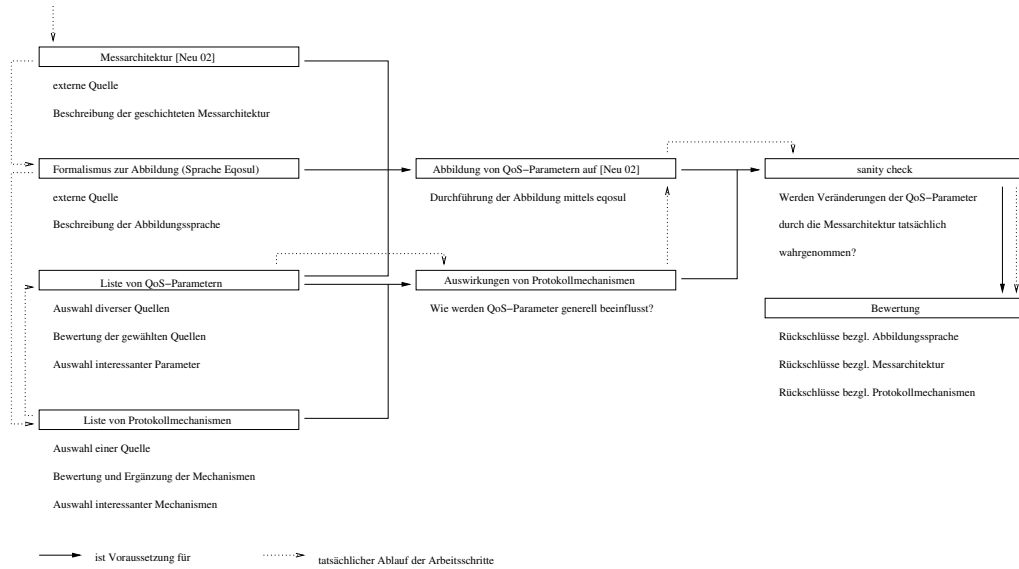 Messarchitektur [Neu 02]
externe Quelle
Beschreibung der geschichteten Messarchitektur
Formalismus zur Abbildung (Sprache Eqosul)
externe Quelle
Beschreibung der Abbildungssprache
Liste von QoS−Parametern
Auswahl diverser Quellen
Bewertung der gewählten Quellen
Auswahl interessanter Parameter
Liste von Protokollmechanismen
Auswahl einer Quelle
Bewertung und Ergänzung der Mechanismen
Auswahl interessanter Mechanismen
Abbildung von QoS−Parametern auf [Neu 02]
Durchführung der Abbildung mittels eqosul
Auswirkungen von Protokollmechanismen
Wie werden QoS−Parameter generell beeinflusst?
sanity check
Werden Veränderungen der QoS−Parameter
durch die Messarchitektur tatsächlich
wahrgenommen?
Bewertung
Rückschlüsse bezgl. Abbildungssprache
Rückschlüsse bezgl. Messarchitektur
Rückschlüsse bezgl. Protokollmechanismen
ist Voraussetzung für
tatsächlicher Ablauf der Arbeitsschritte